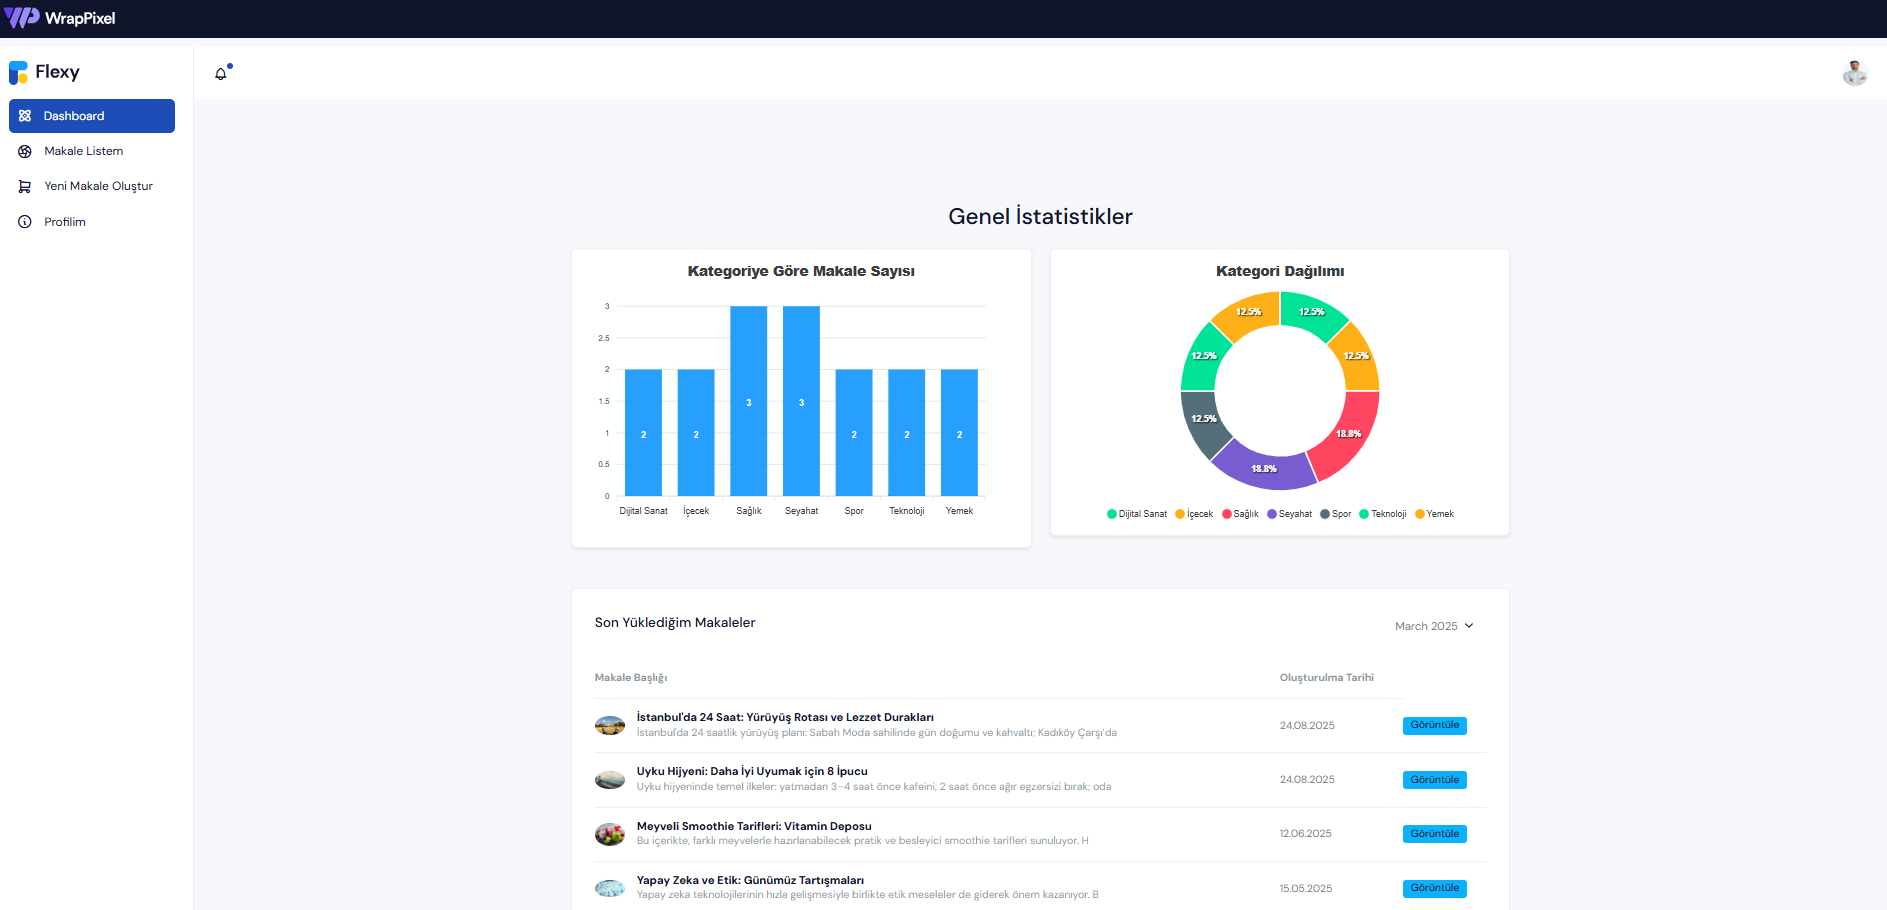 WrapPixel
Flexy
Dashboard
Makale Listem
Yeni Makale Oluştur
Profilim
Genel İstatistikler
Kategoriye Göre Makale Sayısı
3
2.5
2
1.5
1
0.5
0
2
2
3
3
2
2
2
Dijital Sanat İçecek Sağlık Seyahat Spor Teknoloji Yemek
Kategori Dağılımı
12.5% 12.5%
12.5% 12.5%
12.5% 18.8%
18.8%
Dijital Sanat İçecek Sağlık Seyahat Spor Teknoloji Yemek
Son Yüklediğim Makaleler
March 2025
Makale Başlığı Oluşturulma Tarihi
İstanbul'da 24 Saat: Yürüyüş Rotası ve Lezzet Durakları
İstanbul'da 24 saatlik yürüyüş planı: Sabah Moda sahilinde gün doğumu ve kahvaltı; Kadıköy Çarşı'da
24.08.2025 Görüntüle
Uyku Hijyeni: Daha İyi Uyumak için 8 İpucu
Uyku hijyeninde temel ilkeler: yatmadan 3–4 saat önce kafeini, 2 saat önce ağır egzersizi bırak; oda
24.08.2025 Görüntüle
Meyveli Smoothie Tarifleri: Vitamin Deposu
Bu içerikte, farklı meyvelerle hazırlanabilecek pratik ve besleyici smoothie tarifleri sunuluyor. H
12.06.2025 Görüntüle
Yapay Zeka ve Etik: Günümüz Tartışmaları
Yapay zeka teknolojilerinin hızla gelişmesiyle birlikte etik meseleler de giderek önem kazanıyor. B
15.05.2025 Görüntüle